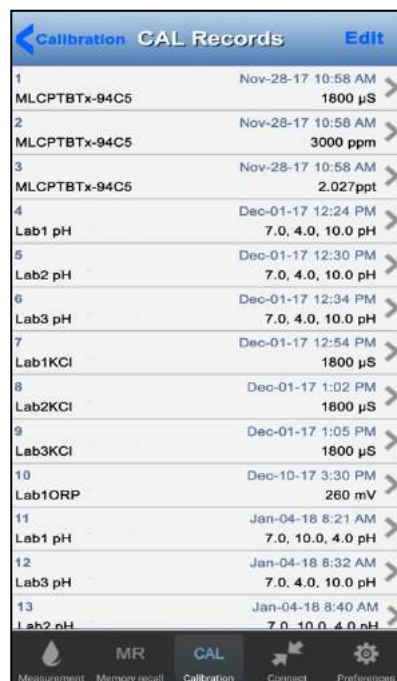 Calibration CAL Records Edit
1 Nov-28-17 10:58 AM
MLCPTBTx-94C5 1800 µS
2 Nov-28-17 10:58 AM
MLCPTBTx-94C5 3000 ppm
3 Nov-28-17 10:58 AM
MLCPTBTx-94C5 2.027ppt
4 Dec-01-17 12:24 PM
Lab1 pH 7.0, 4.0, 10.0 pH
5 Dec-01-17 12:30 PM
Lab2 pH 7.0, 4.0, 10.0 pH
6 Dec-01-17 12:34 PM
Lab3 pH 7.0, 4.0, 10.0 pH
7 Dec-01-17 12:54 PM
Lab1KCl 1800 µS
8 Dec-01-17 1:02 PM
Lab2KCl 1800 µS
9 Dec-01-17 1:05 PM
Lab3KCl 1800 µS
10 Dec-10-17 3:30 PM
Lab1ORP 260 mV
11 Jan-04-18 8:21 AM
Lab1 pH 7.0, 10.0, 4.0 pH
12 Jan-04-18 8:32 AM
Lab3 pH 7.0, 4.0, 10.0 pH
13 Jan-04-18 8:40 AM
Lab2 pH 7.0, 10.0, 4.0 pH
MR CAL
Measurement Memory recall Calibration Connect Preferences